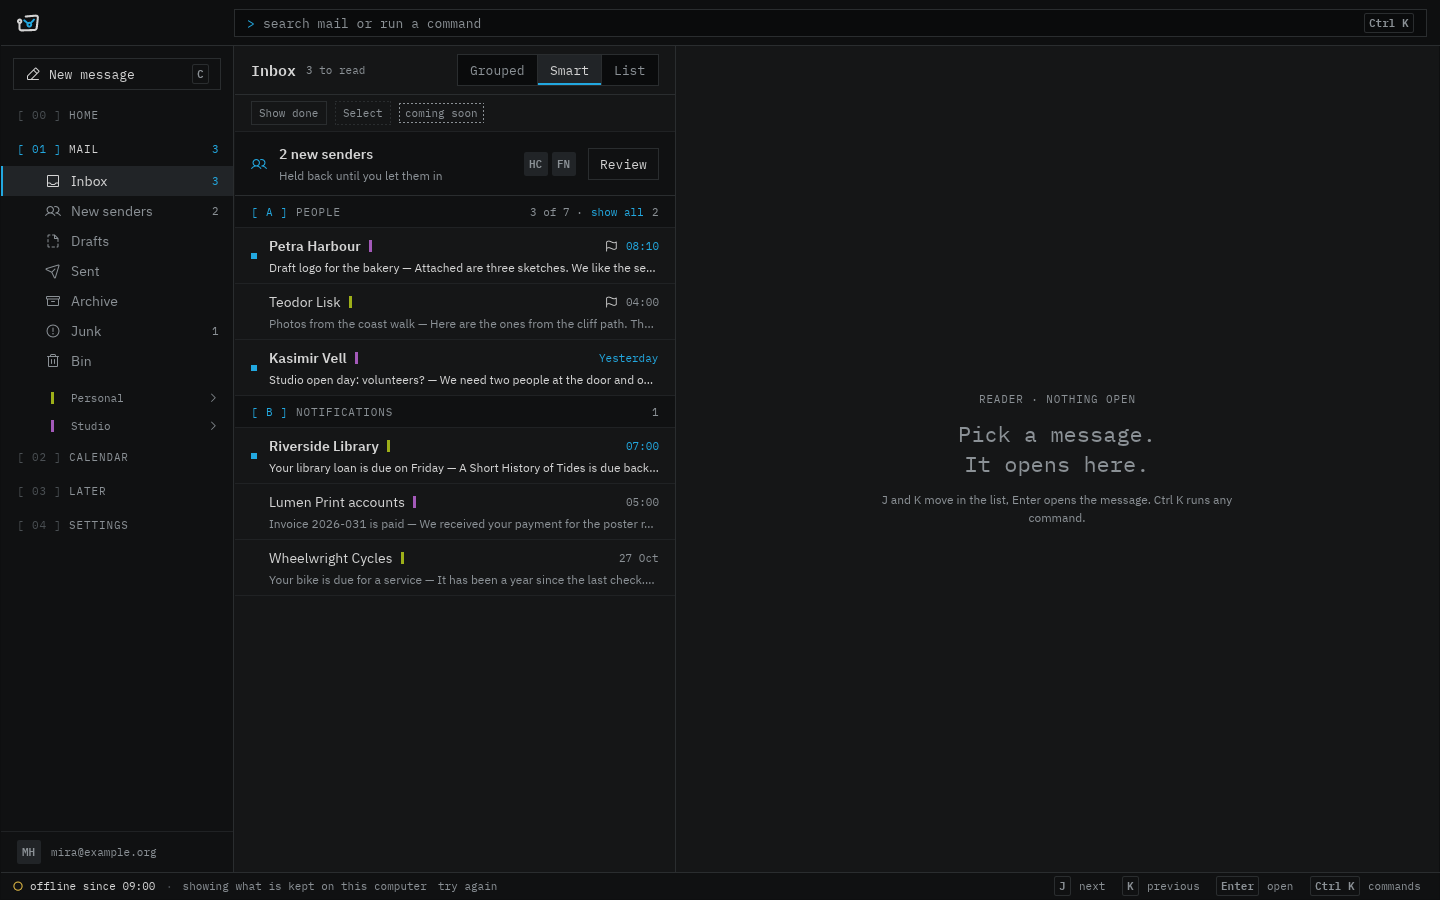 > search mail or run a command Ctrl K
New message C
[ 00 ] HOME
[ 01 ] MAIL 3
Inbox 3
New senders 2
Drafts
Sent
Archive
Junk 1
Bin
Personal
Studio
[ 02 ] CALENDAR
[ 03 ] LATER
[ 04 ] SETTINGS
MH mira@example.org
Inbox 3 to read Grouped Smart List
Show done Select coming soon
2 new senders
Held back until you let them in
HC FN Review
[ A ] PEOPLE 3 of 7 · show all 2
Petra Harbour 08:10
Draft logo for the bakery — Attached are three sketches. We like the se…
Teodor Lisk 04:00
Photos from the coast walk — Here are the ones from the cliff path. Th…
Kasimir Vell Yesterday
Studio open day: volunteers? — We need two people at the door and o…
[ B ] NOTIFICATIONS 1
Riverside Library 07:00
Your library loan is due on Friday — A Short History of Tides is due back…
Lumen Print accounts 05:00
Invoice 2026-031 is paid — We received your payment for the poster r…
Wheelwright Cycles 27 Oct
Your bike is due for a service — It has been a year since the last check.…
READER · NOTHING OPEN
Pick a message.
It opens here.
J and K move in the list, Enter opens the message. Ctrl K runs any
command.
offline since 09:00 · showing what is kept on this computer try again
J next K previous Enter open Ctrl K commands